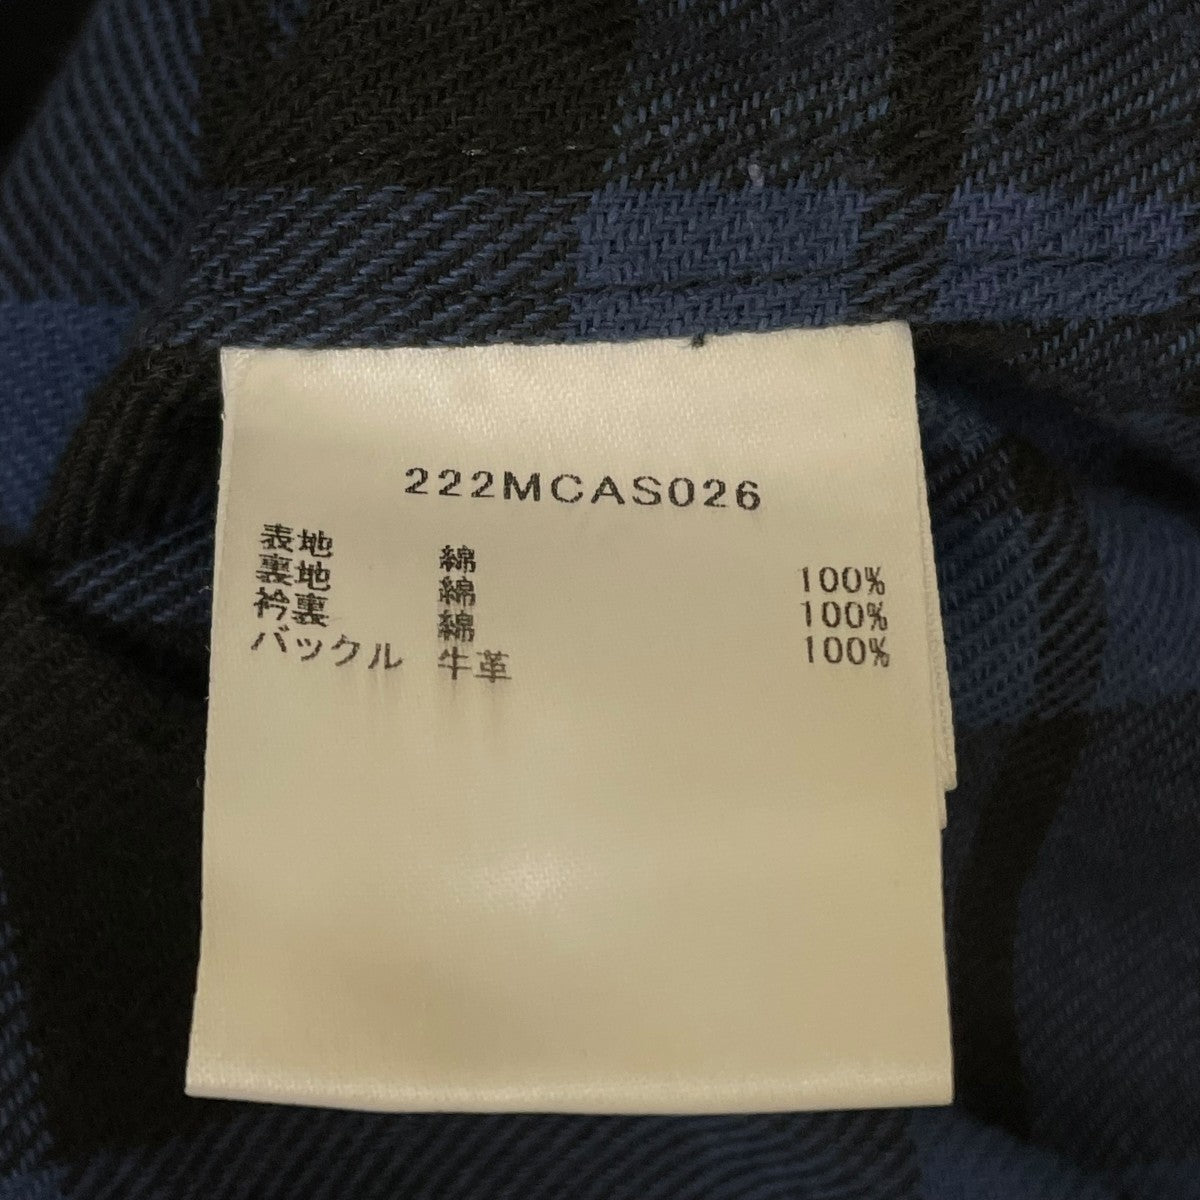 222MCAS026
表地 綿 100%
裏地 綿 100%
衿裏 綿 100%
バックル 牛革